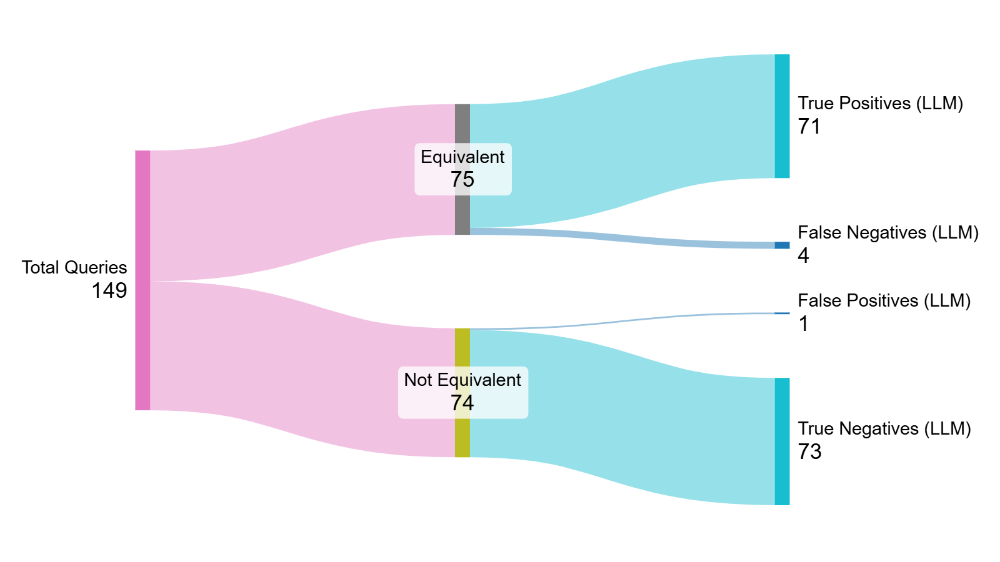 Total Queries
149
Equivalent
75
Not Equivalent
74
True Positives (LLM)
71
False Negatives (LLM)
4
False Positives (LLM)
1
True Negatives (LLM)
73